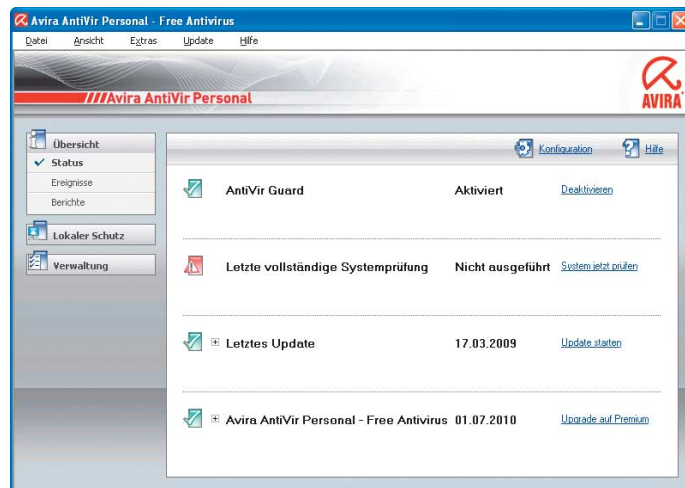 Avira AntiVir Personal - Free Antivirus
Datei Ansicht Extras Update Hilfe
Avira AntiVir Personal
AVIRA
Übersicht
Status
Ereignisse
Berichte
Lokaler Schutz
Verwaltung
Konfiguration Hilfe
AntiVir Guard Aktiviert Deaktivieren
Letzte vollständige Systemprüfung Nicht ausgeführt System jetzt prüfen
Letztes Update 17.03.2009 Update starten
Avira AntiVir Personal - Free Antivirus 01.07.2010 Upgrade auf Premium